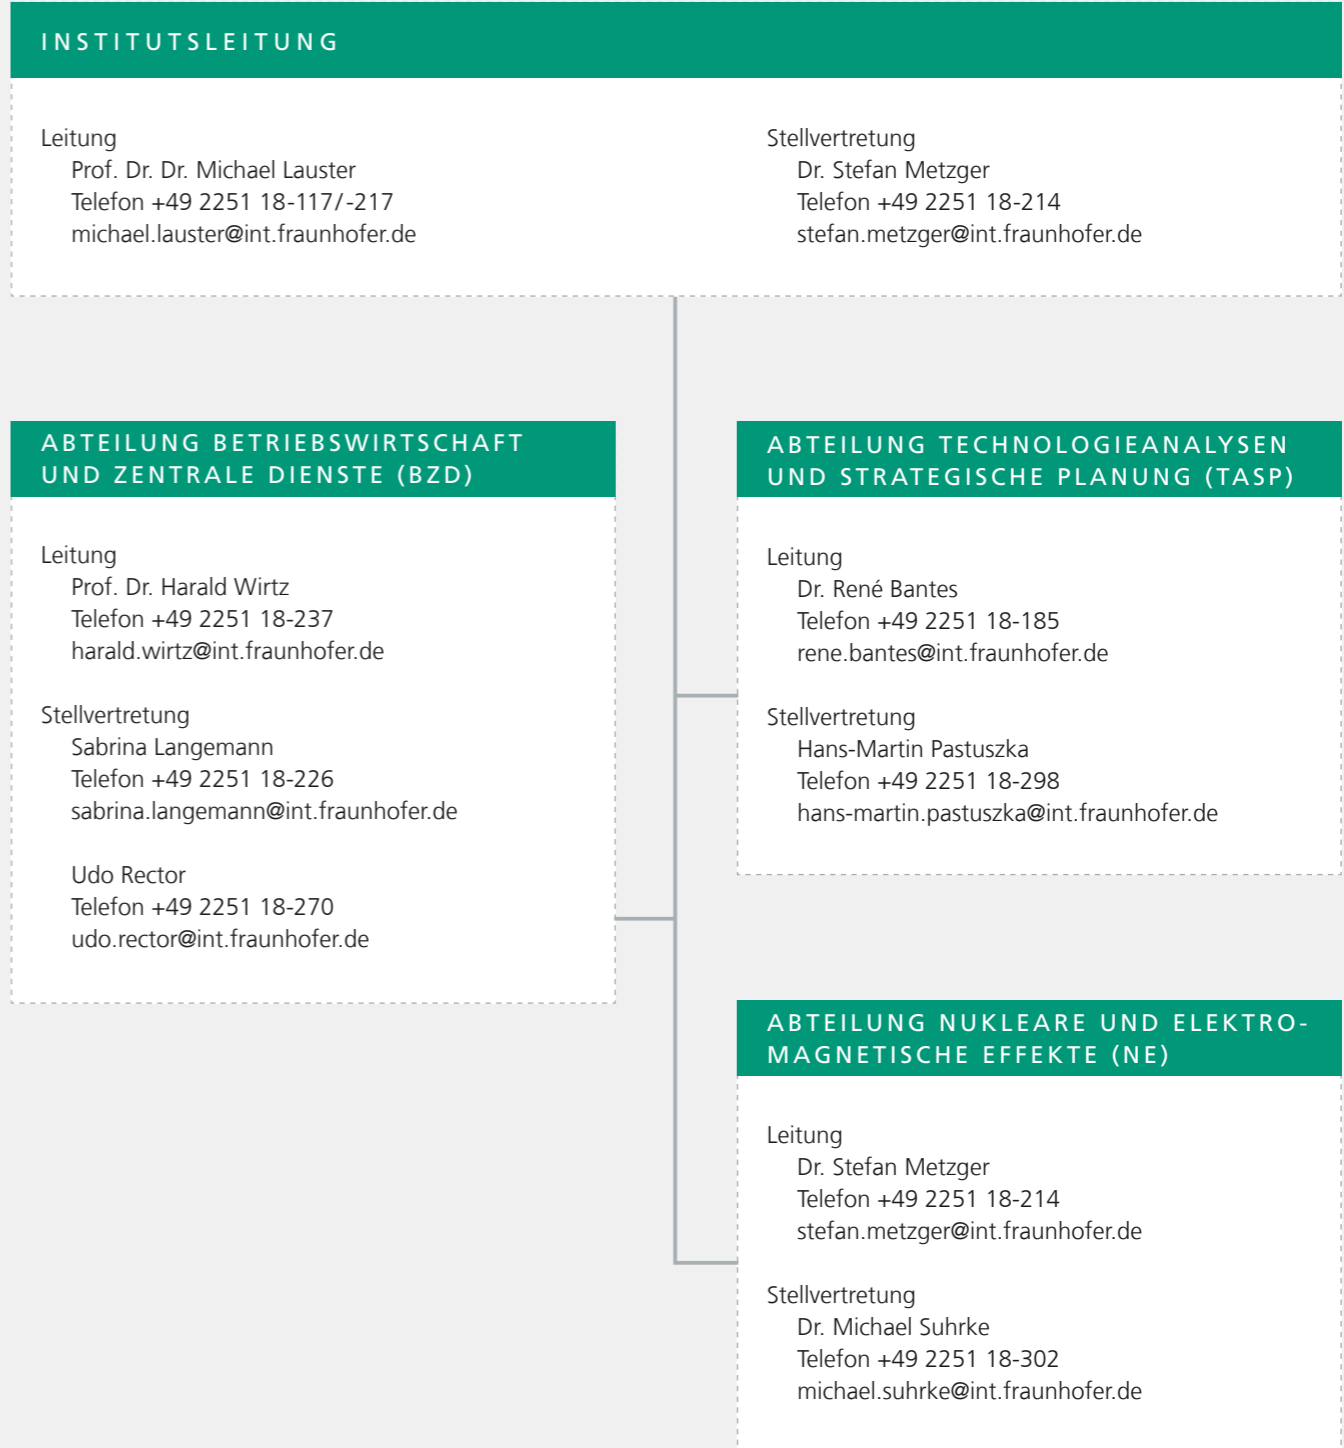 INSTITUTSLEITUNG
Leitung
Prof. Dr. Dr. Michael Lauster
Telefon +49 2251 18-117/-217
michael.lauster@int.fraunhofer.de
Stellvertretung
Dr. Stefan Metzger
Telefon +49 2251 18-214
stefan.metzger@int.fraunhofer.de
ABTEILUNG BETRIEBSWIRTSCHAFT
UND ZENTRALE DIENSTE (BZD)
Leitung
Prof. Dr. Harald Wirtz
Telefon +49 2251 18-237
harald.wirtz@int.fraunhofer.de
Stellvertretung
Sabrina Langemann
Telefon +49 2251 18-226
sabrina.langemann@int.fraunhofer.de
Udo Rector
Telefon +49 2251 18-270
udo.rector@int.fraunhofer.de
ABTEILUNG TECHNOLOGIEANALYSEN
UND STRATEGISCHE PLANUNG (TASP)
Leitung
Dr. René Bantes
Telefon +49 2251 18-185
rene.bantes@int.fraunhofer.de
Stellvertretung
Hans-Martin Pastuszka
Telefon +49 2251 18-298
hans-martin.pastuszka@int.fraunhofer.de
ABTEILUNG NUKLEARE UND ELEKTRO-
MAGNETISCHE EFFEKTE (NE)
Leitung
Dr. Stefan Metzger
Telefon +49 2251 18-214
stefan.metzger@int.fraunhofer.de
Stellvertretung
Dr. Michael Suhrke
Telefon +49 2251 18-302
michael.suhrke@int.fraunhofer.de